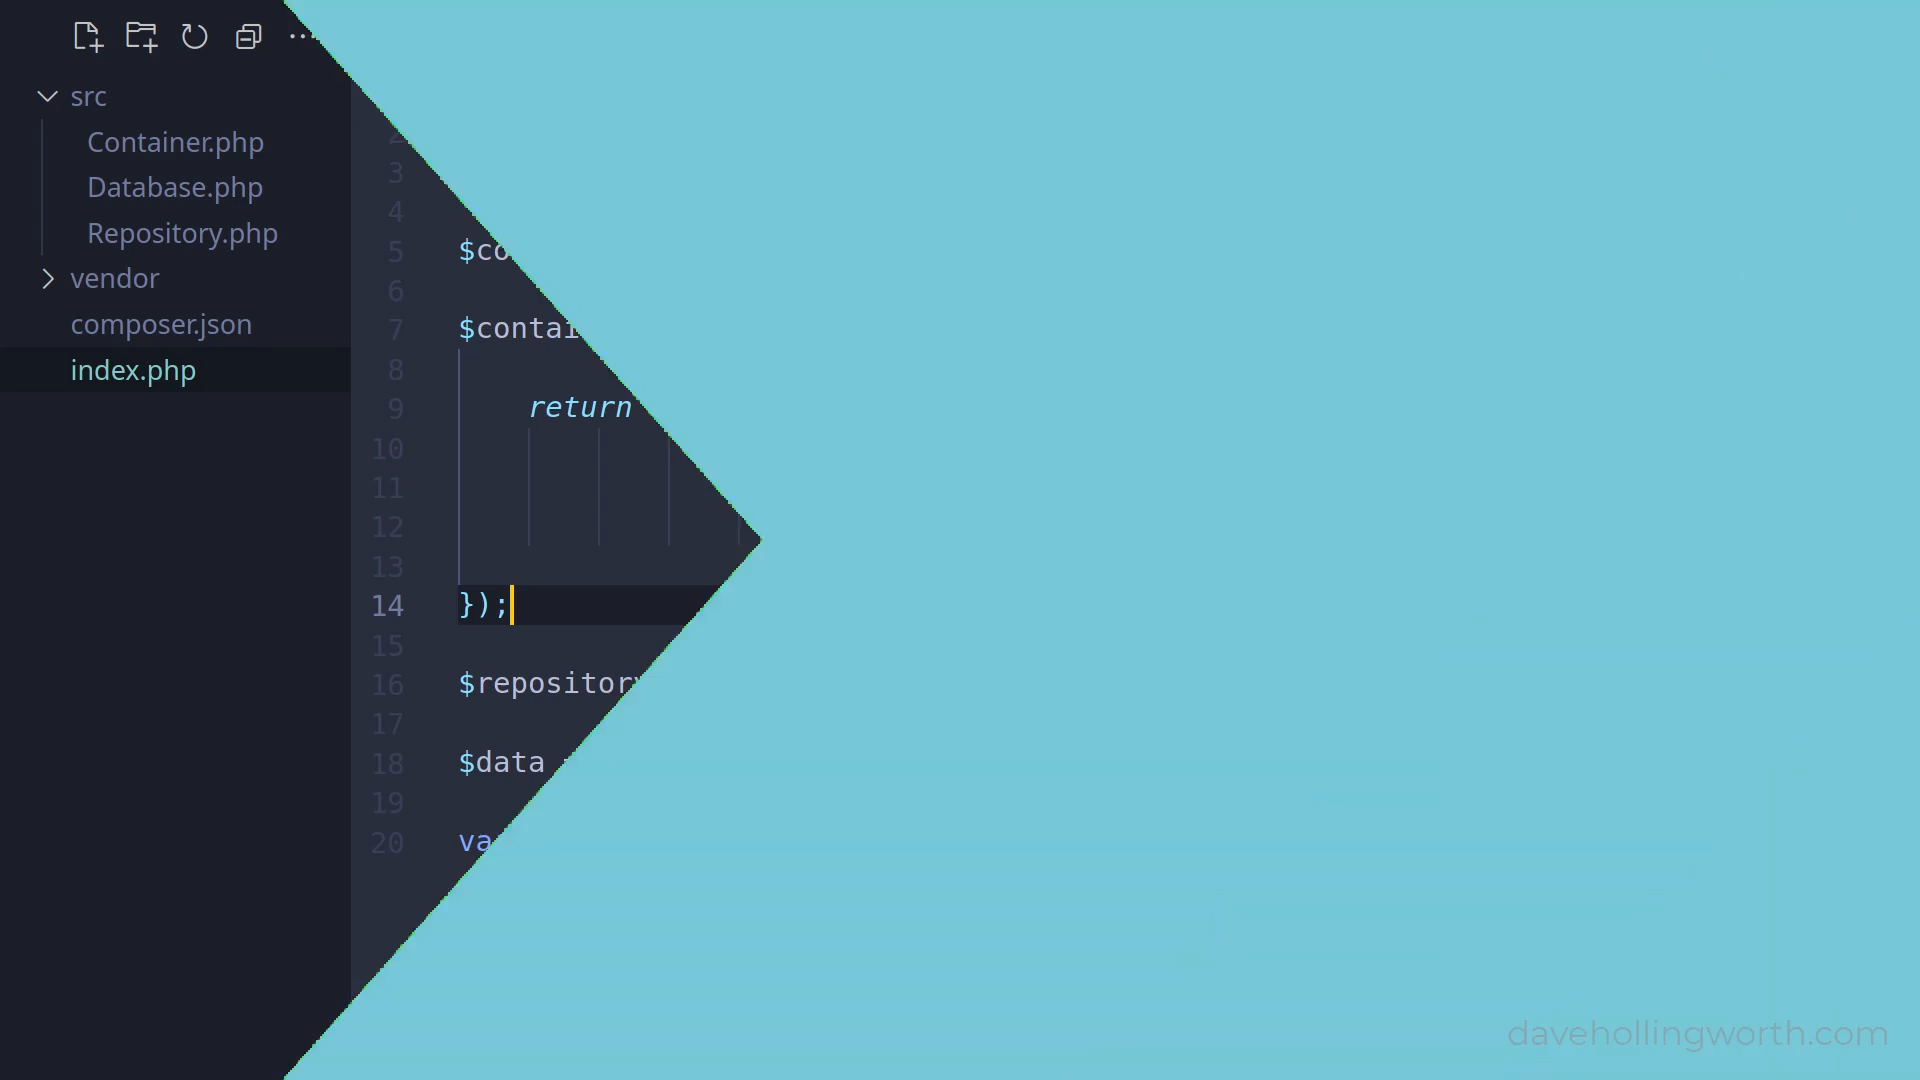 src
Container.php
Database.php
Repository.php
vendor
composer.json
index.php
2
3
4
5 $co
6
7 $contai
8
9 return
10
11
12
13
14 });
15
16 $repository
17
18 $data
19
20 va
davehollingworth.com